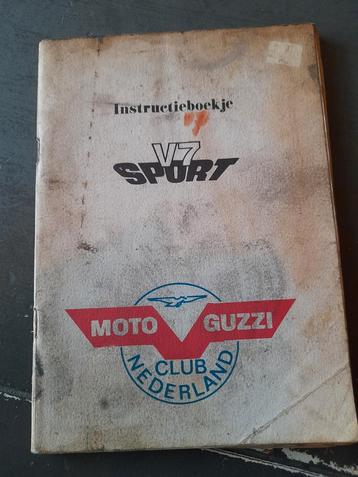 Instructieboekje
V7
SPORT
MOTO GUZZI
CLUB
NEDERLAND